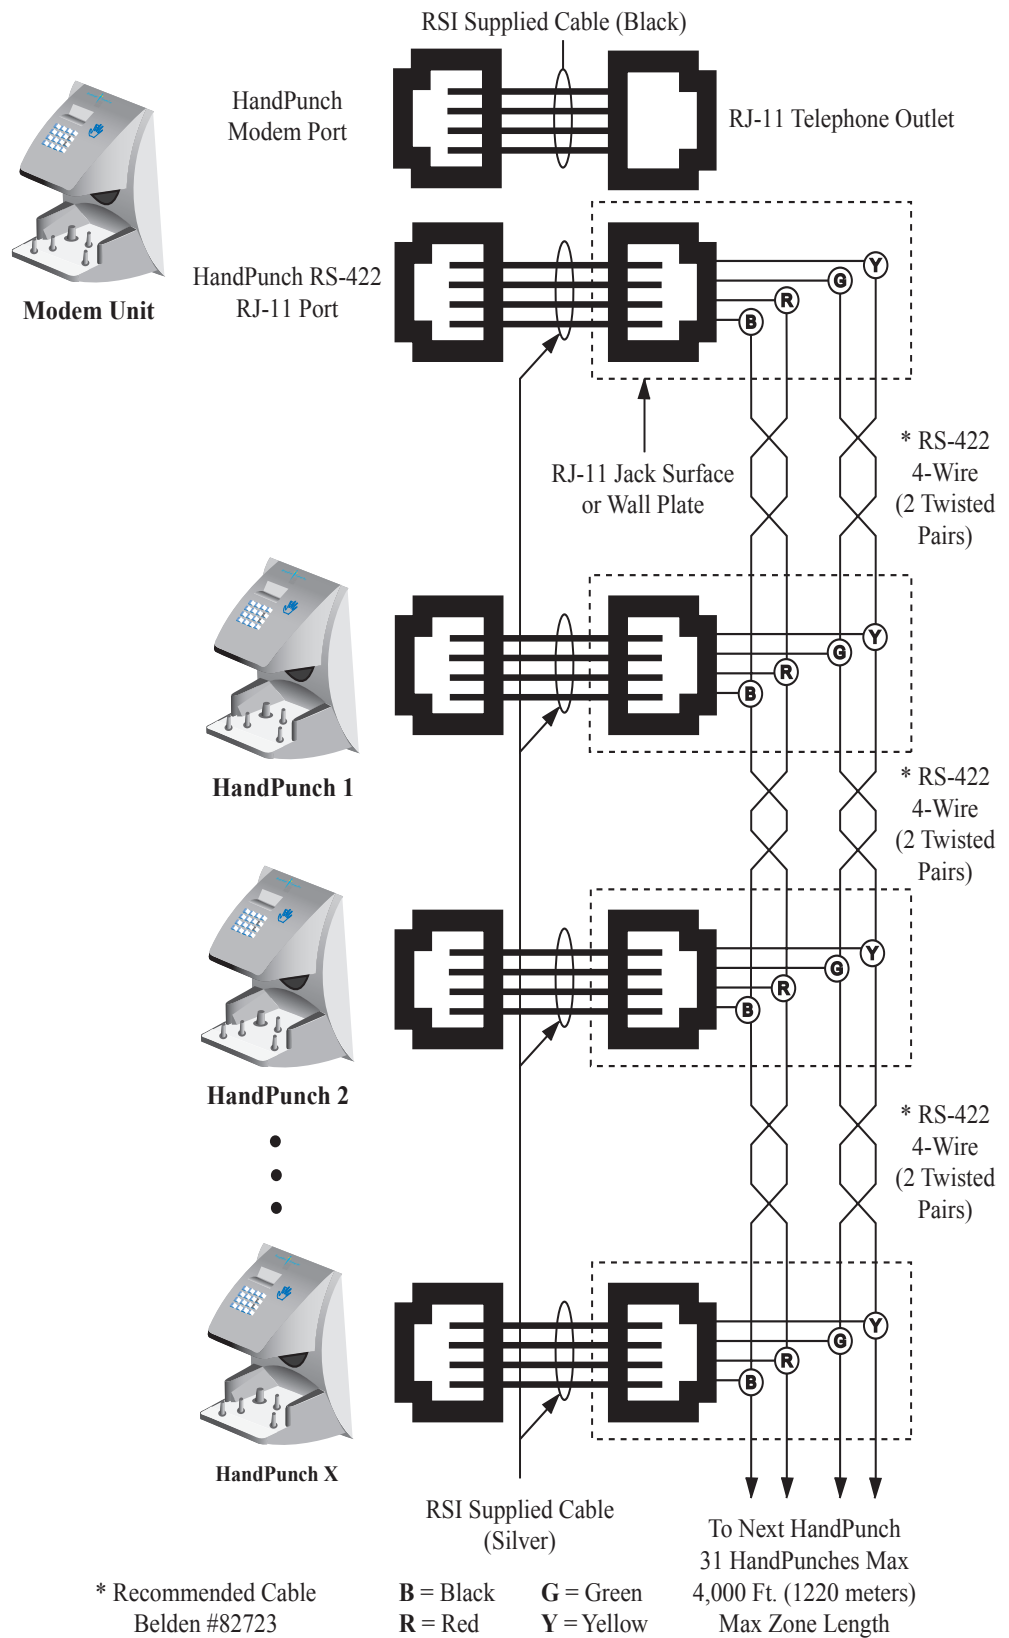 RSI Supplied Cable (Black)
HandPunch
Modem Port
RJ-11 Telephone Outlet
HandPunch RS-422
RJ-11 Port
Modem Unit
Y
G
R
B
RJ-11 Jack Surface
or Wall Plate
* RS-422
4-Wire
(2 Twisted
Pairs)
Y
G
R
B
HandPunch 1
* RS-422
4-Wire
(2 Twisted
Pairs)
Y
G
R
B
HandPunch 2
* RS-422
4-Wire
(2 Twisted
Pairs)
Y
G
R
B
HandPunch X
RSI Supplied Cable
(Silver)
To Next HandPunch
31 HandPunches Max
4,000 Ft. (1220 meters)
Max Zone Length
* Recommended Cable
Belden #82723
B = Black
G = Green
R = Red
Y = Yellow